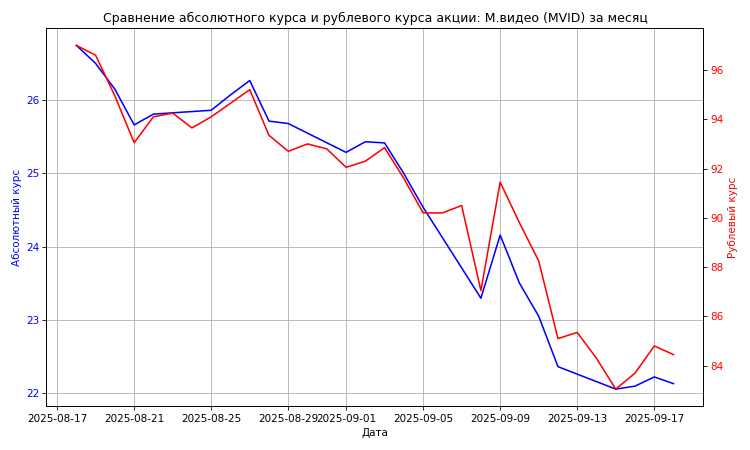 Сравнение абсолютного курса и рублевого курса акции: М.видео (MVID) за месяц
26
25
24
23
22
Абсолютный курс
96
94
92
90
88
86
84
Рублевый курс
2025-08-17 2025-08-21 2025-08-25 2025-08-29 2025-09-01 2025-09-05 2025-09-09 2025-09-13 2025-09-17
Дата